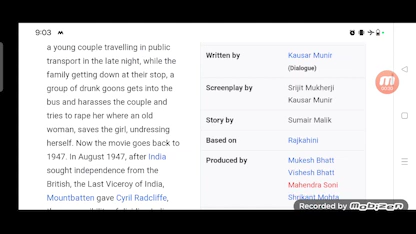 9:03
a young couple travelling in public
transport in the late night, while the
family getting down at their stop, a
group of drunk goons gets into the
bus and harasses the couple and
tries to rape her where an old
woman, saves the girl, undressing
herself. Now the movie goes back to
1947. In August 1947, after India
sought independence from the
British, the Last Viceroy of India,
Mountbatten gave Cyril Radcliffe,
Written by
Kausar Munir
(Dialogue)
Screenplay by
Srijit Mukherji
Kausar Munir
Story by
Sumair Malik
Based on
Rajkahini
Produced by
Mukesh Bhatt
Vishesh Bhatt
Mahendra Soni
Shrikant Mohta
Recorded by Mobizen